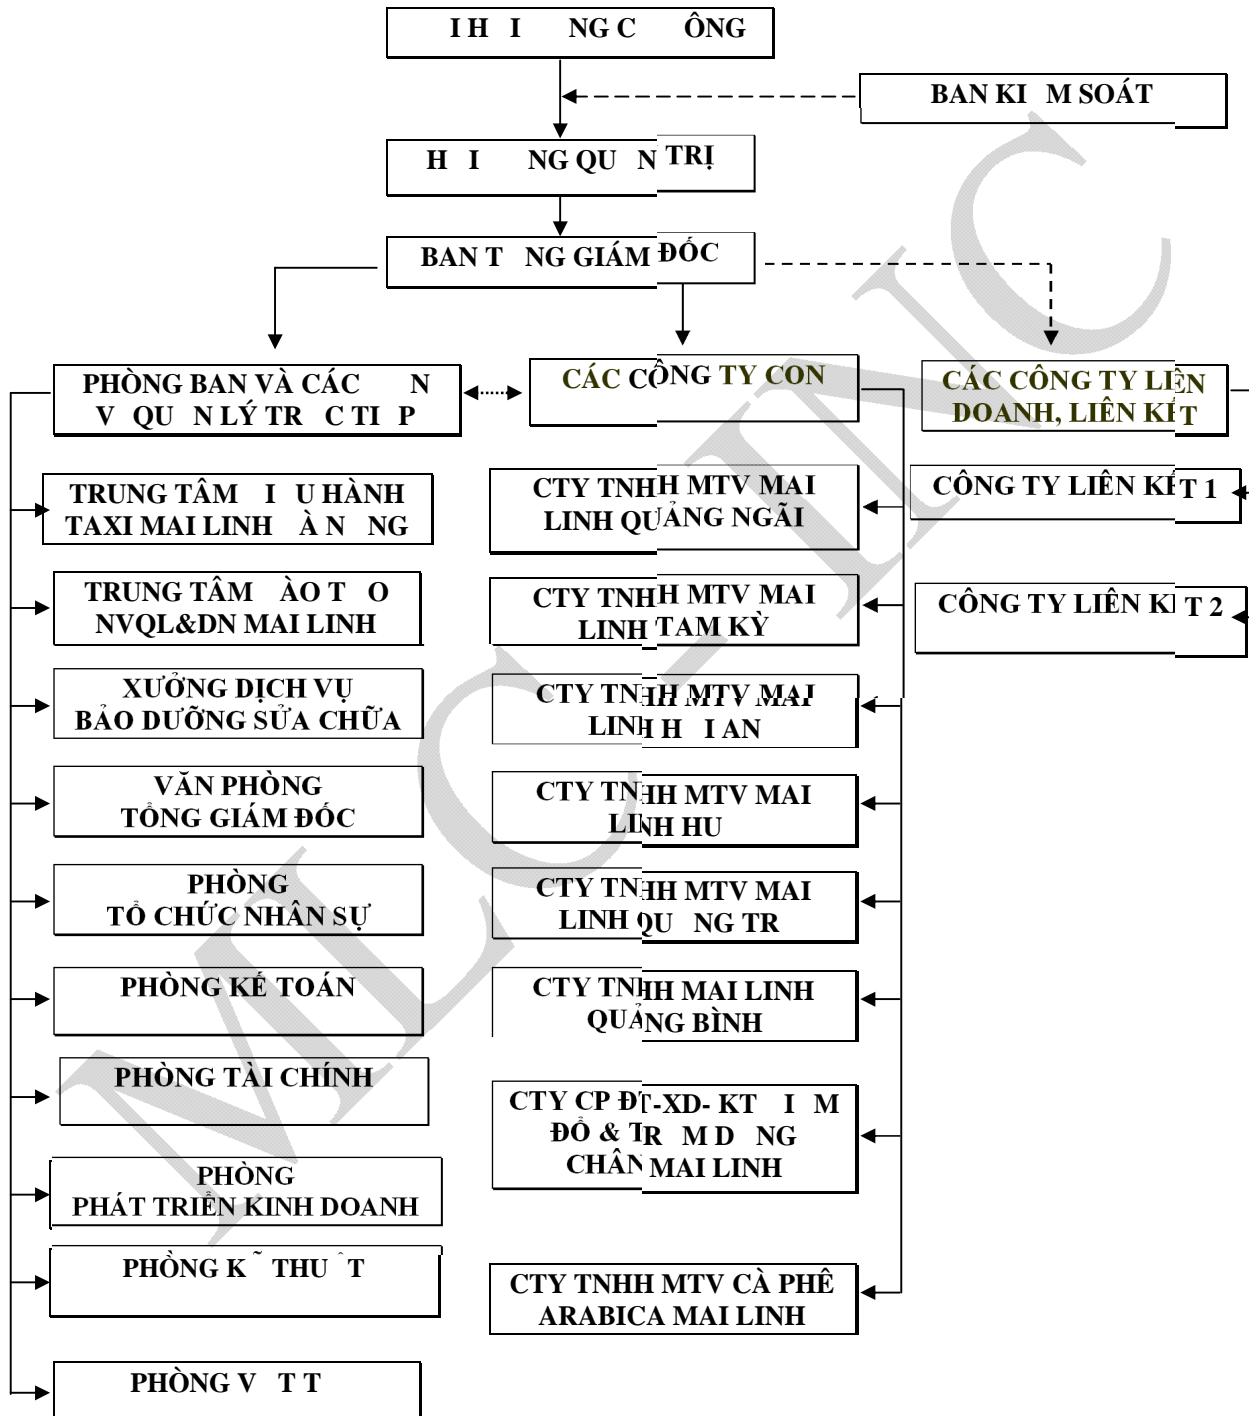 I H I NG C ÔNG
BAN KI M SOÁT
H I NG QU N TRỊ
BAN T NG GIÁM ĐỐC
PHÒNG BAN VÀ CÁC N
V QU N LÝ TR C TI P
CÁC CÔNG TY CON
CÁC CÔNG TY LIÊN
DOANH, LIÊN KẾT
TRUNG TÂM I U HÀNH
TAXI MAI LINH À N NG
TRUNG TÂM ÀO T O
NVQL&DN MAI LINH
XƯỞNG DỊCH VỤ
BẢO DƯỠNG SỬA CHỮA
VĂN PHÒNG
TỔNG GIÁM ĐỐC
PHÒNG
TỔ CHỨC NHÂN SỰ
PHÒNG KẾ TOÁN
PHÒNG TÀI CHÍNH
PHÒNG
PHÁT TRIỂN KINH DOANH
PHỒNG K ̃ THU ̂ T
PHÒNG V T T
CTY TNHH MTV MAI
LINH QUẢNG NGÃI
CTY TNHH MTV MAI
LINH TAM KỲ
CTY TNHH MTV MAI
LINH H I AN
CTY TNHH MTV MAI
LINH HU
CTY TNHH MTV MAI
LINH QU NG TR
CTY TNHH MAI LINH
QUẢNG BÌNH
CTY CP ĐT-XD- KT I M
ĐỖ & TR M D NG
CHÂN MAI LINH
CTY TNHH MTV CÀ PHÊ
ARABICA MAI LINH
CÔNG TY LIÊN KẾT 1
CÔNG TY LIÊN KẾT 2
MLC - INC